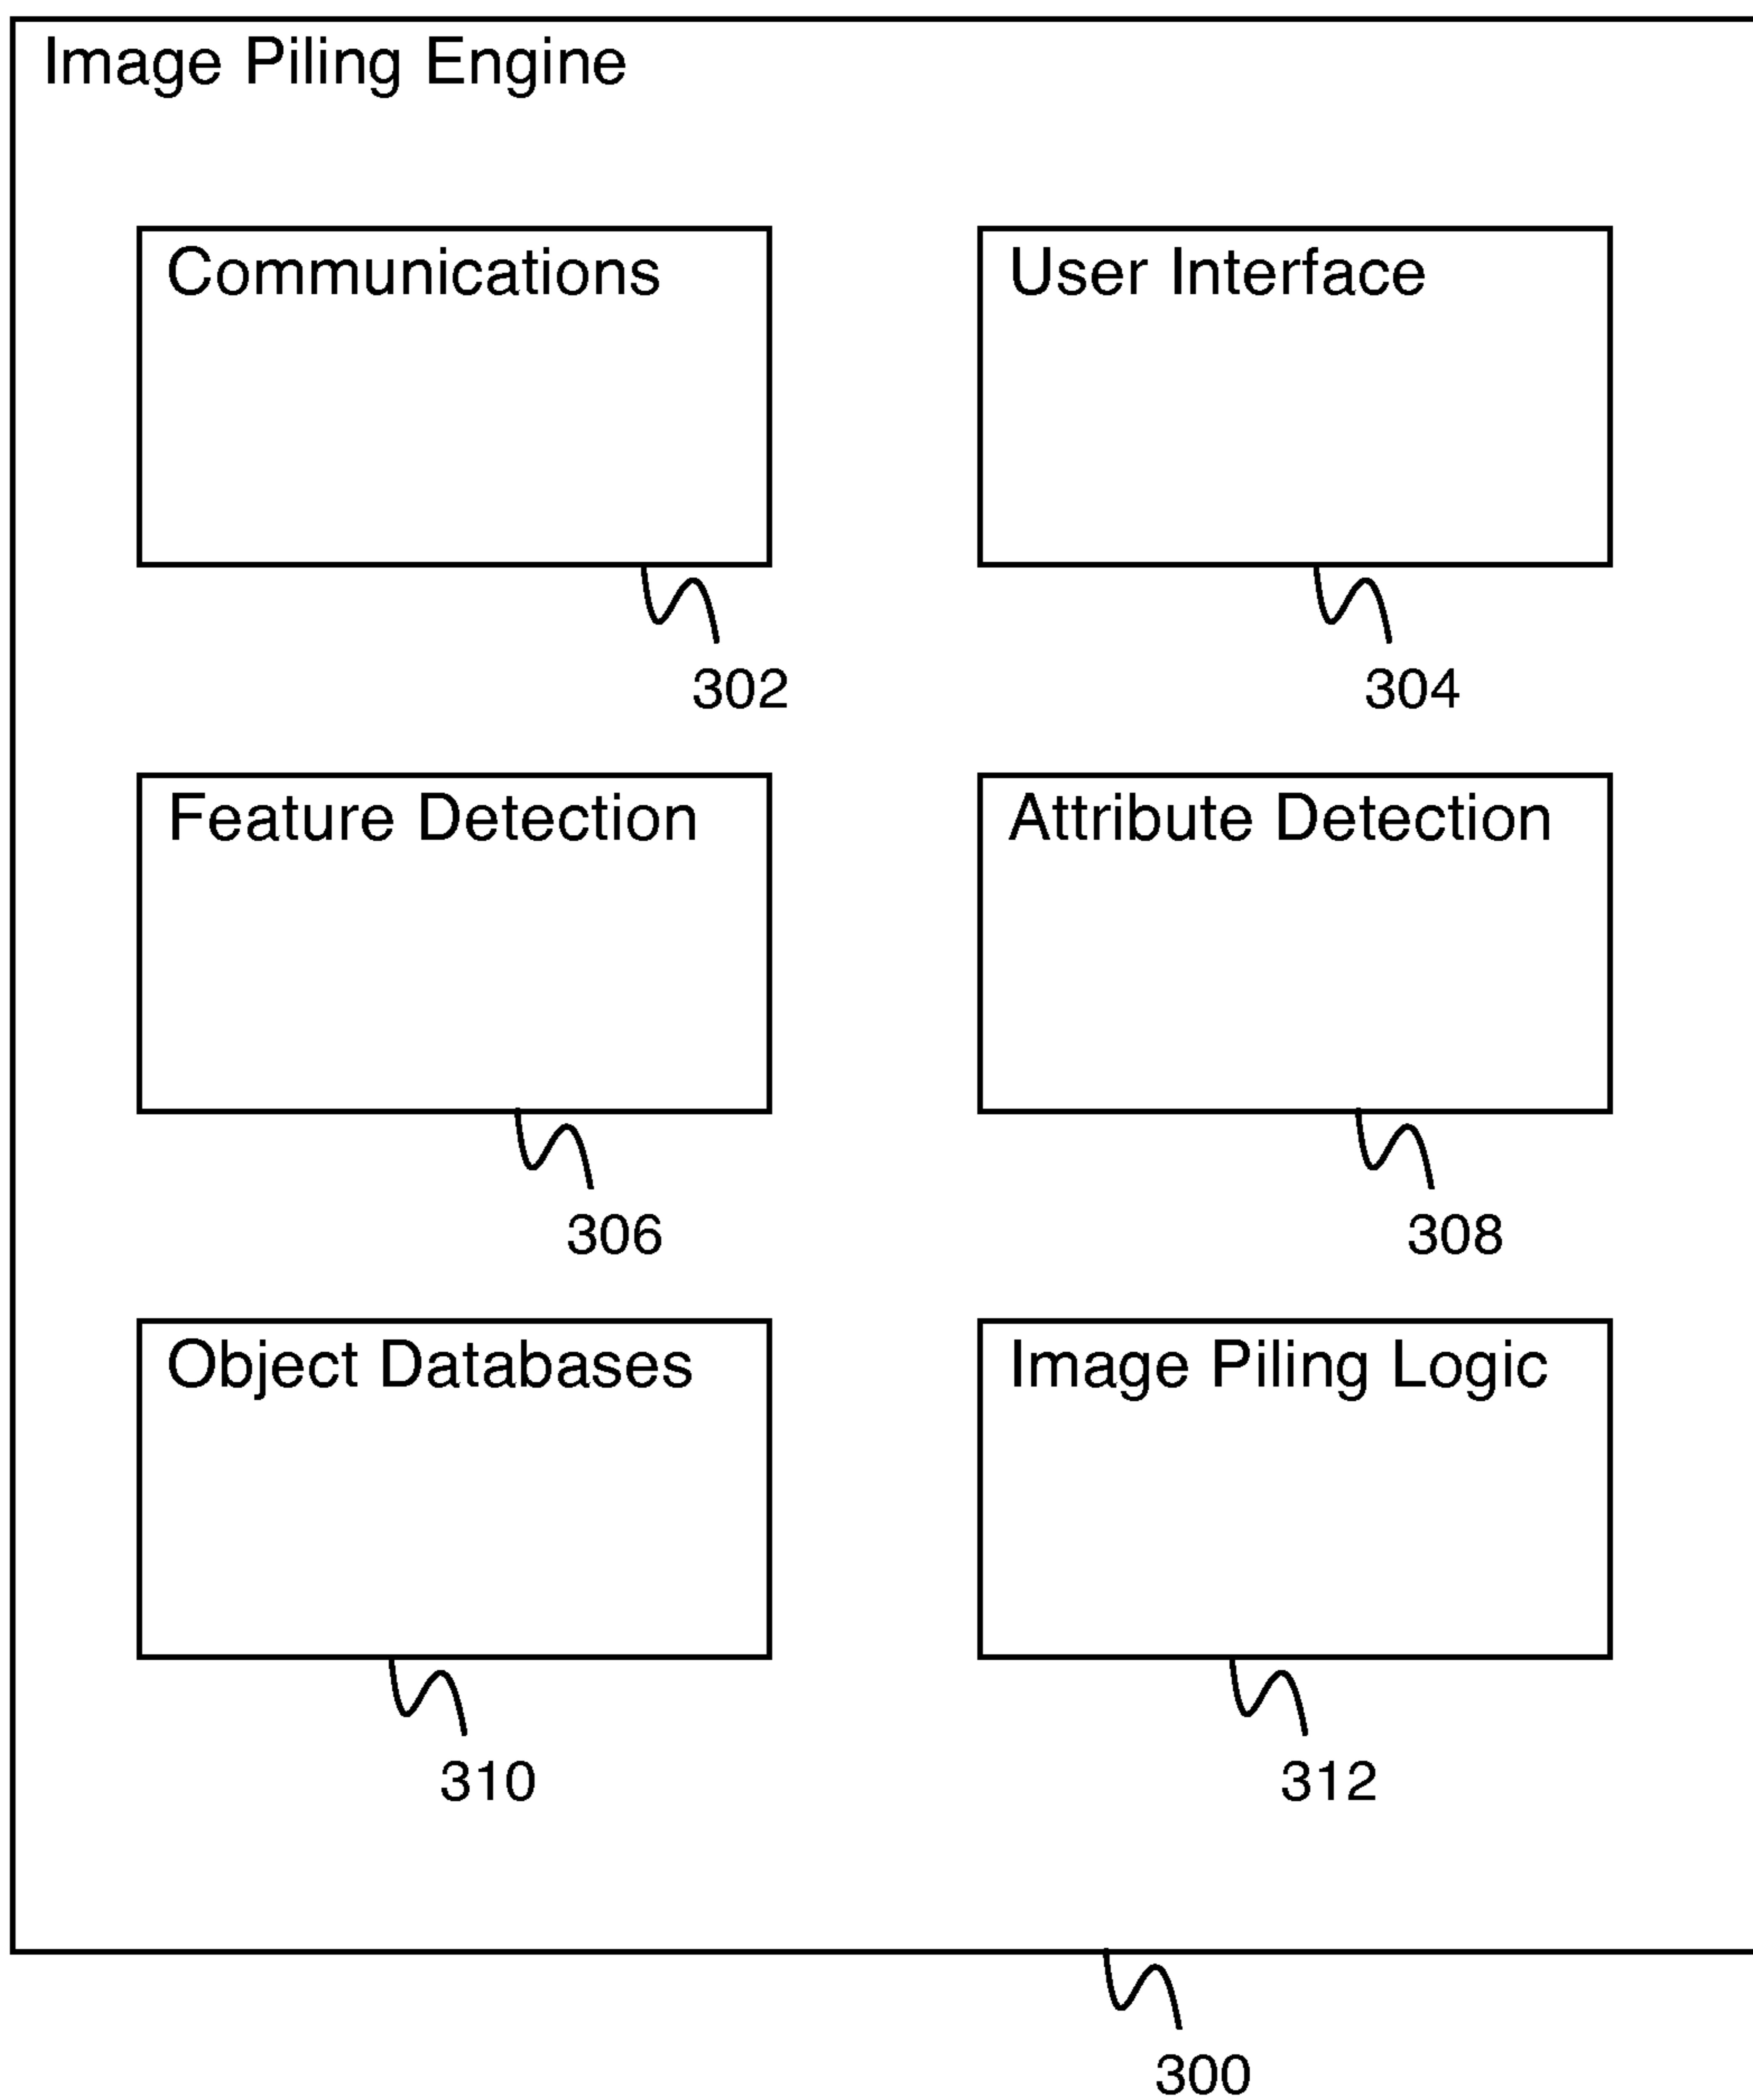 Image Piling Engine
Communications
User Interface
302
304
Feature Detection
Attribute Detection
306
308
Object Databases
Image Piling Logic
310
312
300